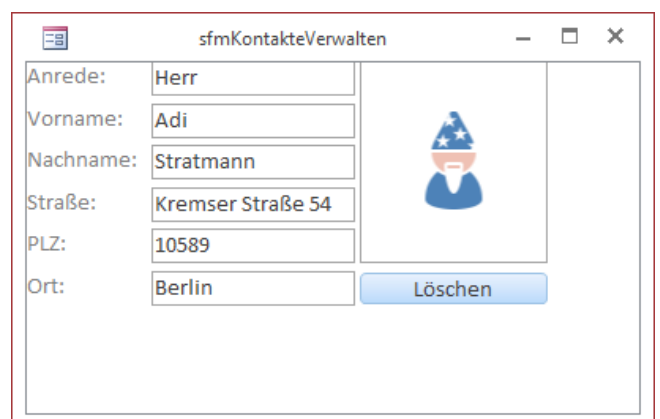 sfmKontakteVerwalten
Anrede: Herr
Vorname: Adi
Nachname: Stratmann
Straße: Kremser Straße 54
PLZ: 10589
Ort: Berlin
Löschen